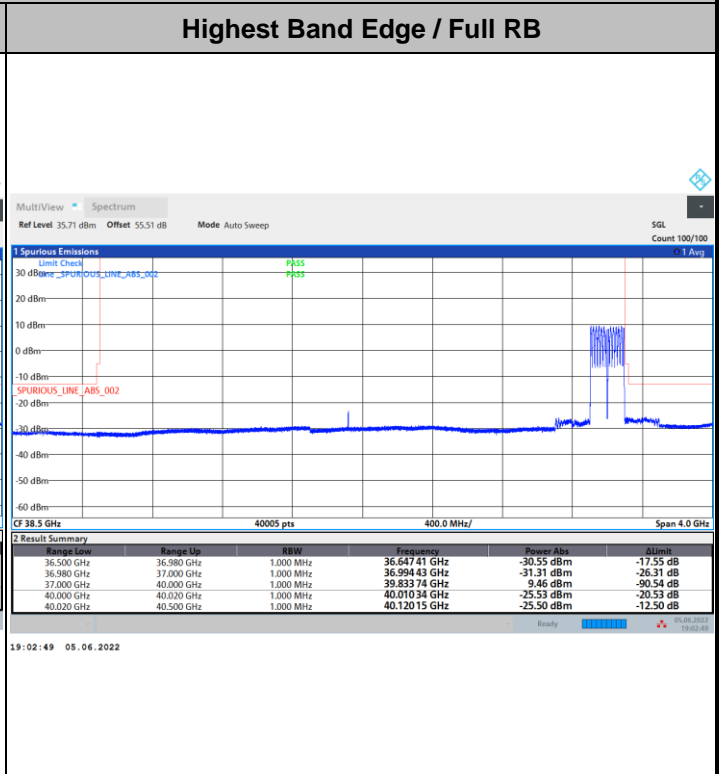 Highest Band Edge / Full RB
MultiView Spectrum
Ref Level 35.71 dBm Offset 55.51 dB Mode Auto Sweep SGL
Count 100/100
1 Spurious Emissions 1 Avg
Limit Check PASS
30 dBm Line _SPURIOUS_LINE_ABS_002 PASS
20 dBm
10 dBm
0 dBm
-10 dBm
_SPURIOUS_LINE_ABS_002
-20 dBm
-30 dBm
-40 dBm
-50 dBm
-60 dBm
CF 38.5 GHz 40005 pts 400.0 MHz/ Span 4.0 GHz
2 Result Summary
Range Low Range Up RBW Frequency Power Abs ΔLimit
36.500 GHz 36.980 GHz 1.000 MHz 36.647 41 GHz -30.55 dBm -17.55 dB
36.980 GHz 37.000 GHz 1.000 MHz 36.994 43 GHz -31.31 dBm -26.31 dB
37.000 GHz 40.000 GHz 1.000 MHz 39.833 74 GHz 9.46 dBm -90.54 dB
40.000 GHz 40.020 GHz 1.000 MHz 40.010 34 GHz -25.53 dBm -20.53 dB
40.020 GHz 40.500 GHz 1.000 MHz 40.120 15 GHz -25.50 dBm -12.50 dB
Ready 05.06.2022
19:02:49
19:02:49 05.06.2022